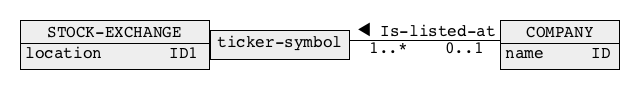 STOCK-EXCHANGE
location ID1
ticker-symbol
◀ Is-listed-at
1..* 0..1
COMPANY
name ID